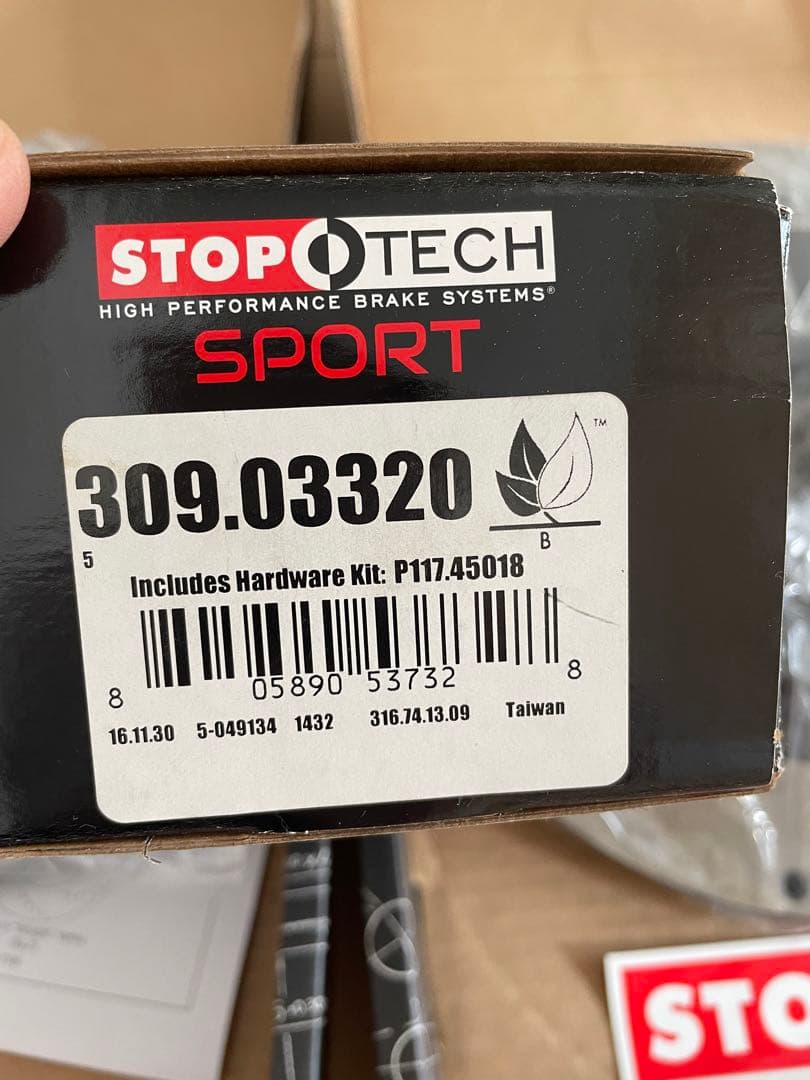 STOPTECH
HIGH PERFORMANCE BRAKE SYSTEMS®
SPORT
309.03320
TM
B
5
Includes Hardware Kit: P117.45018
8 05890 53732 8
16.11.30 5-049134 1432 316.74.13.09 Taiwan
STO